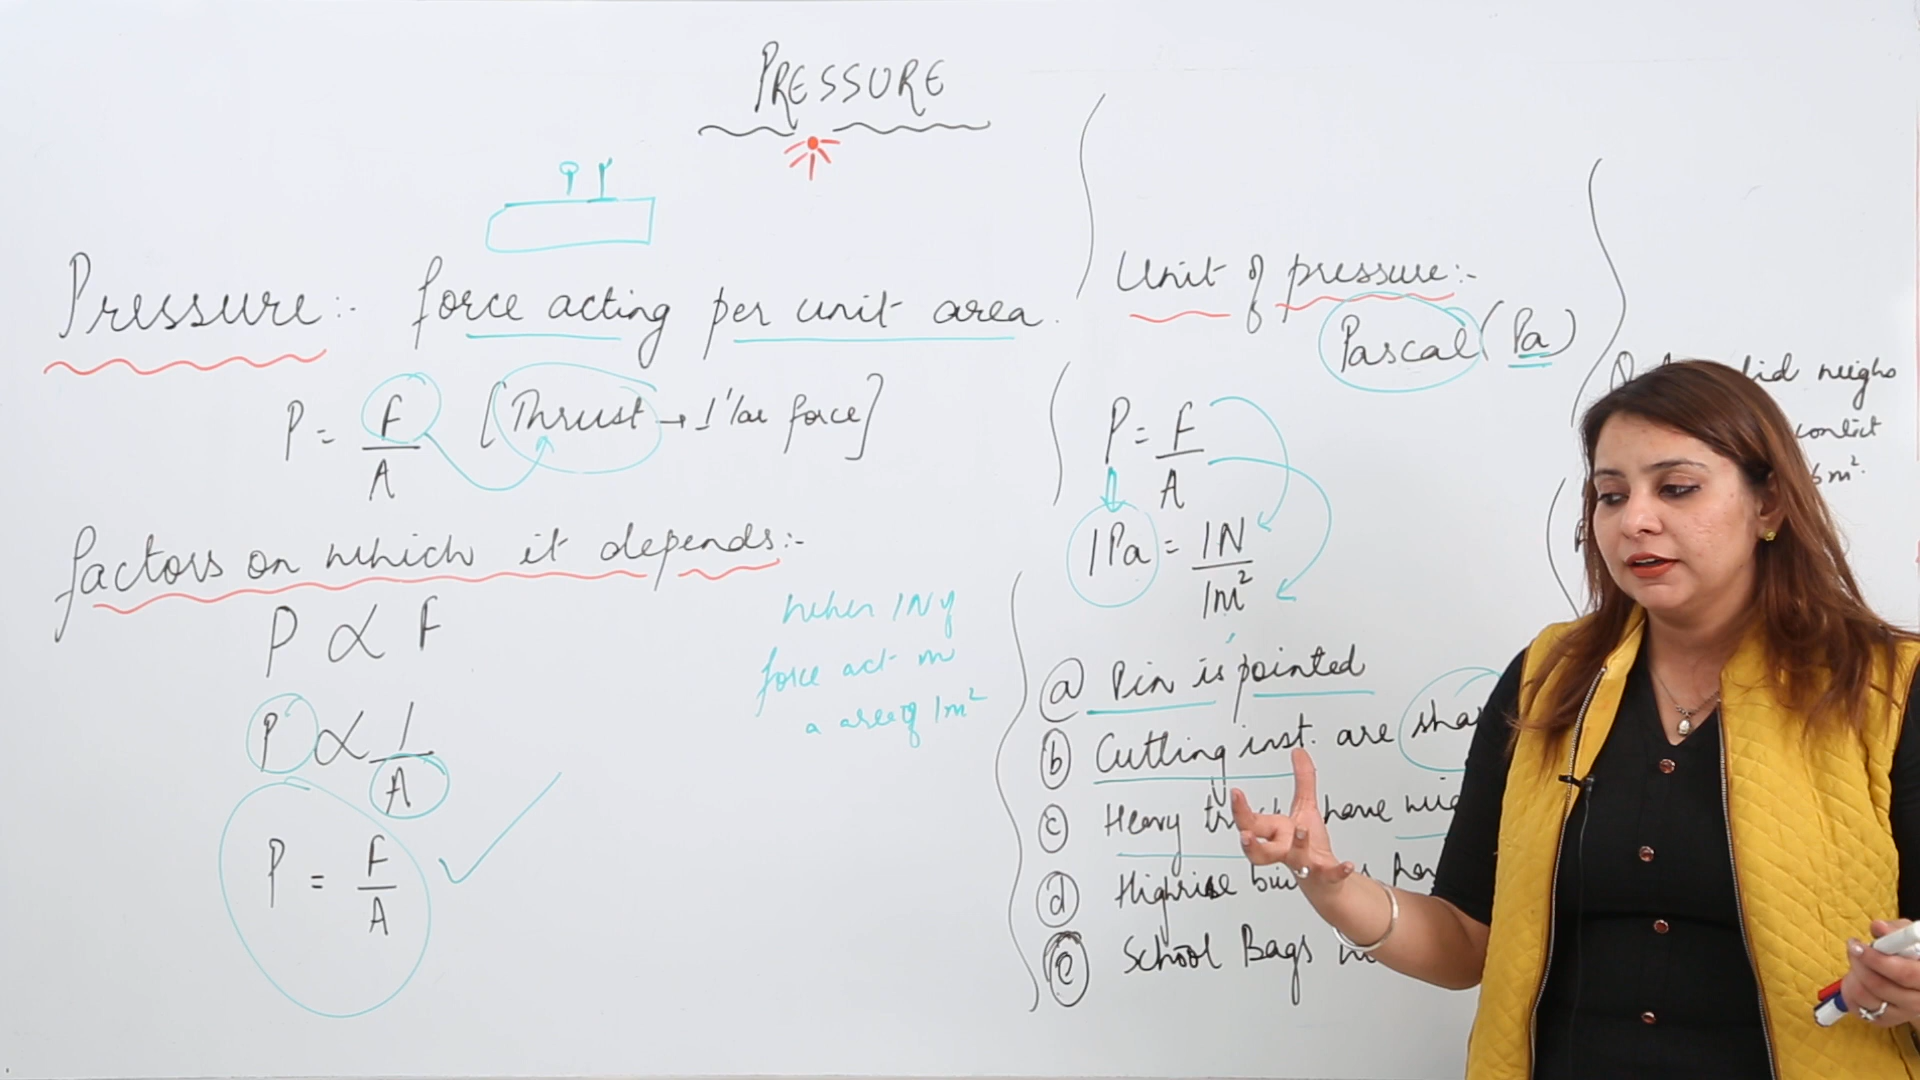 PRESSURE
Pressure:- force acting per unit area.
P = F/A [Thrust → ⊥'lar force]
factors on which it depends:-
P ∝ F
P ∝ 1/A
P = F/A
When 1N of
force act on
a area of 1m²
Unit of pressure:-
Pascal (Pa)
P = F/A
1Pa = 1N/1m²
(a) Pin is pointed
(b) Cutting inst. are
(c) Heavy have
(d) Highrise
(e) School Bags
m².